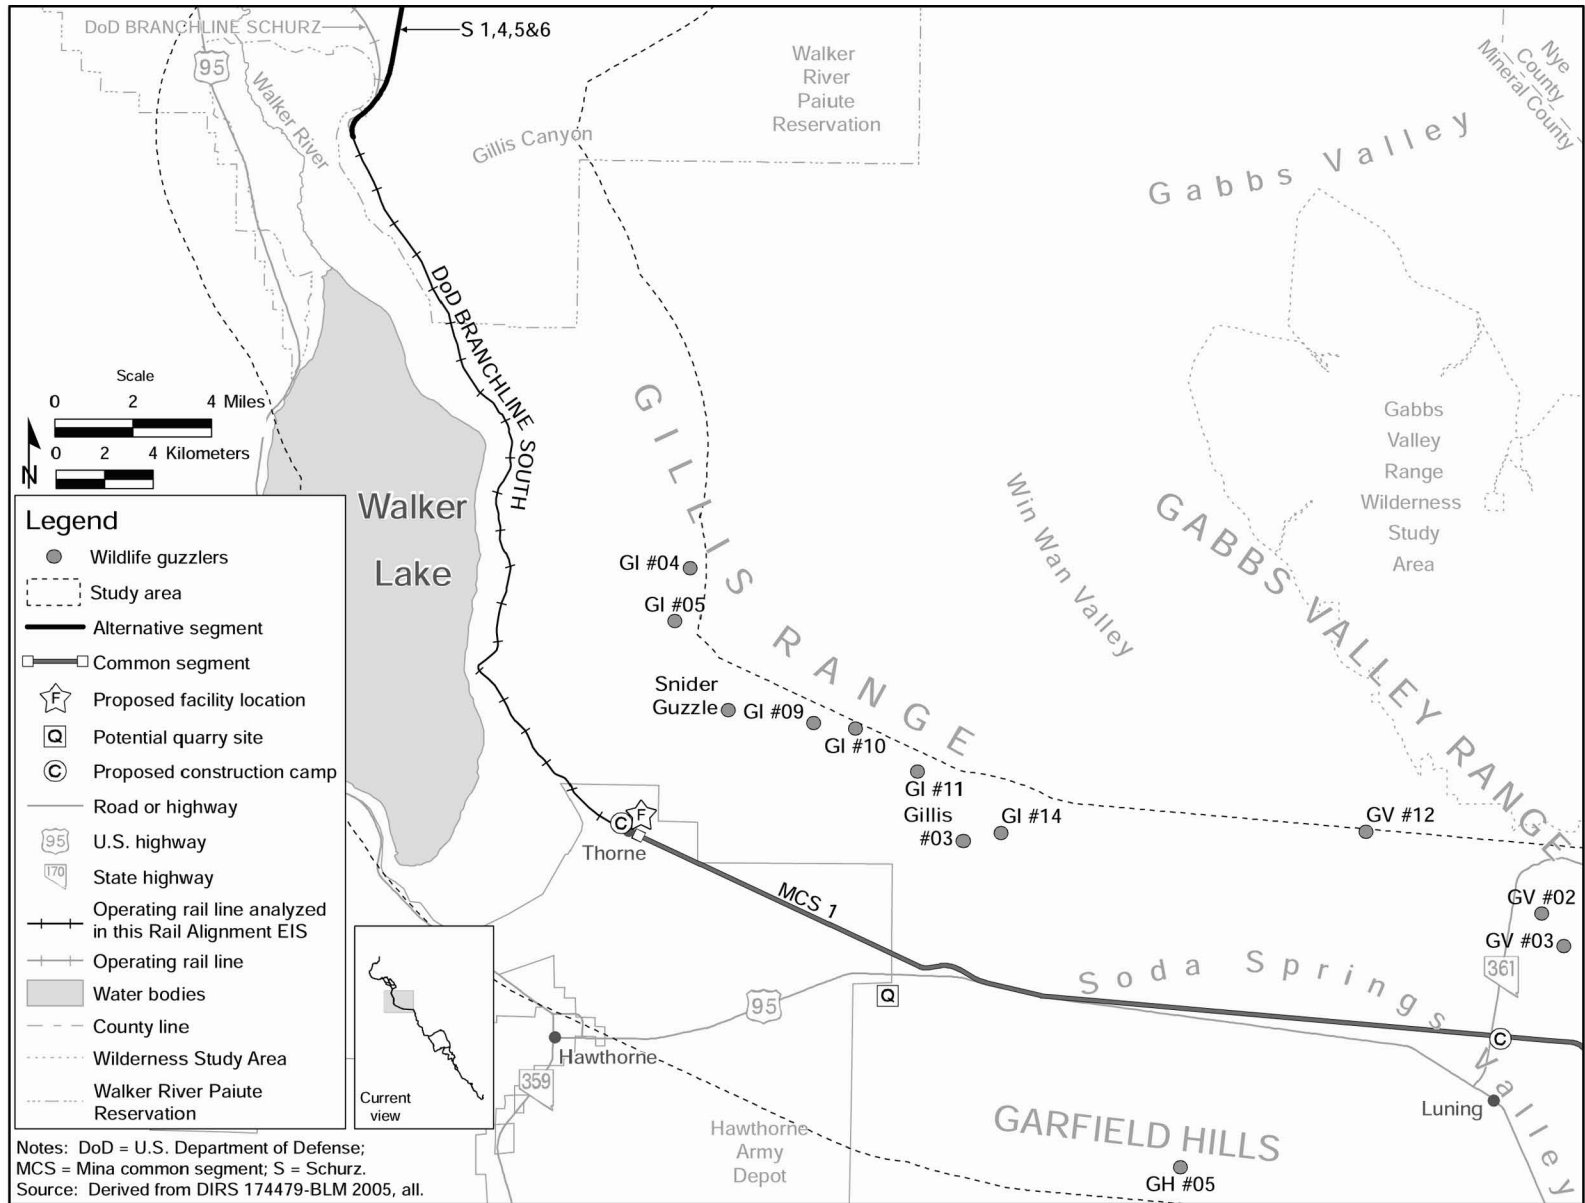 DoD BRANCHLINE SCHURZ
S 1,4,5&6
95
Walker River
Gillis Canyon
Walker
River
Paiute
Reservation
Nye
County
Mineral County
Gabbs Valley
DoD BRANCHLINE SOUTH
Scale
0 2 4 Miles
0 2 4 Kilometers
N
Walker
Lake
GILLIS RANGE
Win Wan Valley
Gabbs
Valley
Range
Wilderness
Study
Area
GABBS VALLEY RANGE
GI #04
GI #05
Snider
Guzzle
GI #09
GI #10
GI #11
Gillis
#03
GI #14
GV #12
GV #02
GV #03
361
C
F
Thorne
MCS 1
Soda Springs Valley
Q
95
C
Hawthorne
359
Luning
Hawthorne
Army
Depot
GARFIELD HILLS
GH #05
Legend
Wildlife guzzlers
Study area
Alternative segment
Common segment
F Proposed facility location
Q Potential quarry site
C Proposed construction camp
Road or highway
95 U.S. highway
170 State highway
Operating rail line analyzed
in this Rail Alignment EIS
Operating rail line
Water bodies
County line
Wilderness Study Area
Walker River Paiute
Reservation
Current
view
Notes: DoD = U.S. Department of Defense;
MCS = Mina common segment; S = Schurz.
Source: Derived from DIRS 174479-BLM 2005, all.